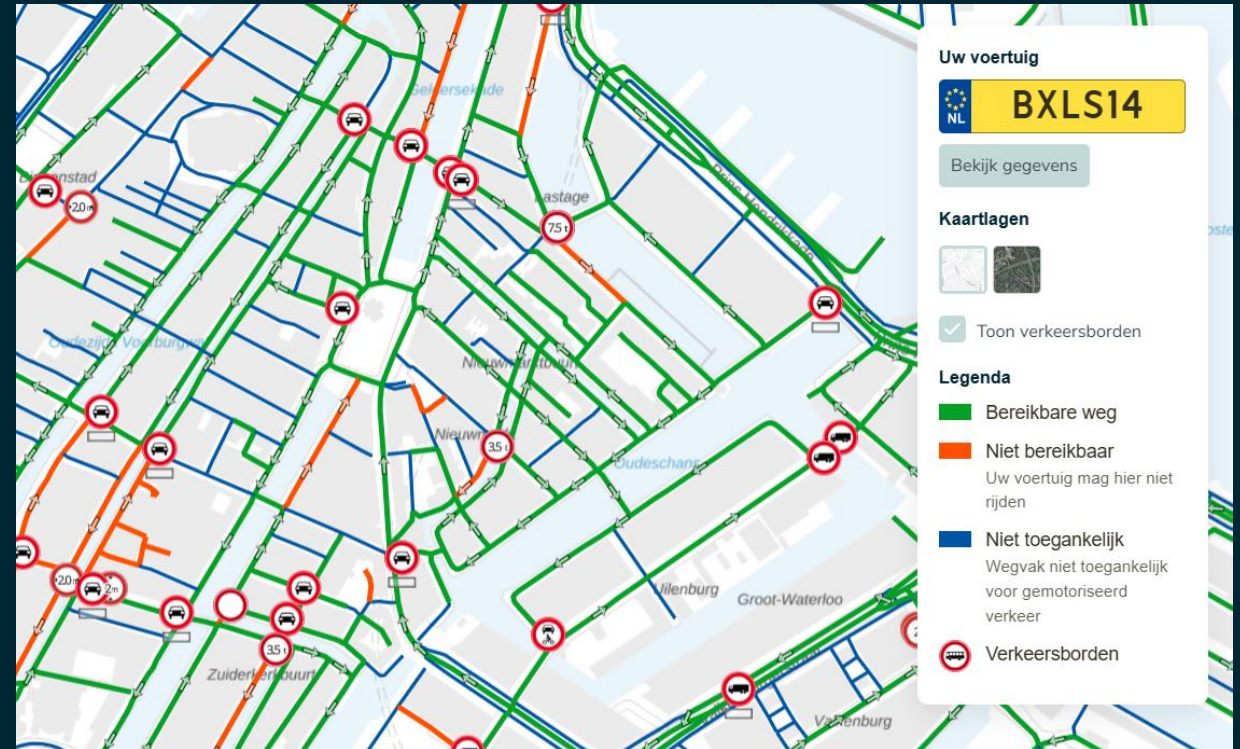 Uw voertuig
NL
BXLS14
Bekijk gegevens
Kaartlagen
Toon verkeersborden
Legenda
Bereikbare weg
Niet bereikbaar
Uw voertuig mag hier niet
rijden
Niet toegankelijk
Wegvak niet toegankelijk
voor gemotoriseerd
verkeer
Verkeersborden
Geldersekade
Lastage
7.5 t
Prins Hendrikkade
2.0 m
Oudezijds Voorburgwal
Nieuwmarktbuurt
3.5 t
Oudeschans
2.0 m
2m
Uilenburg
Groot-Waterloo
3.5 t
Zuiderkerkbuurt
Valkenburg